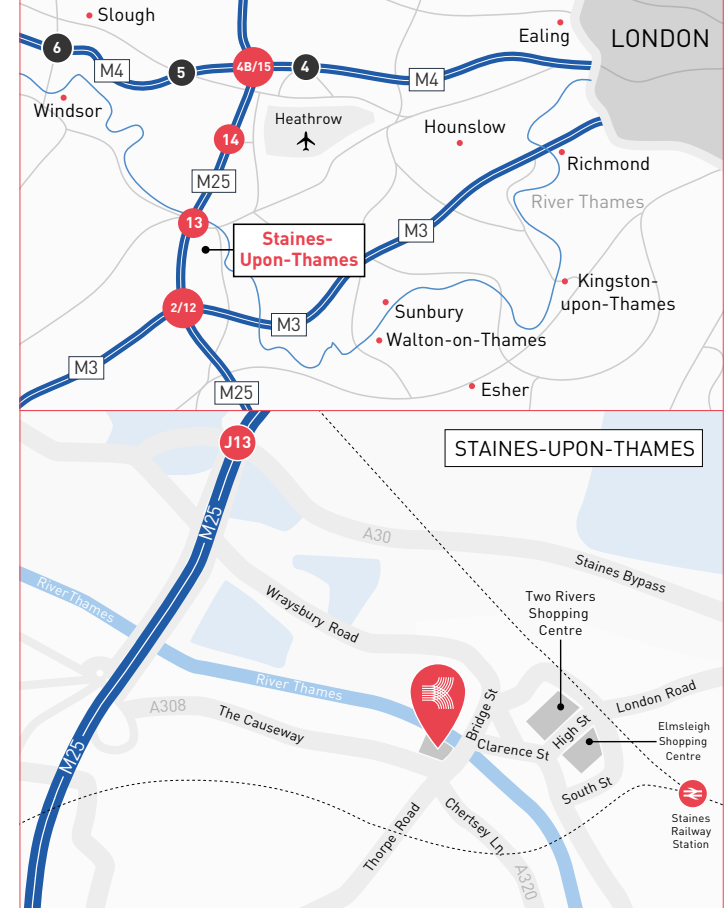 Slough
Ealing
LONDON
6
M4
5
4B/15
4
M4
Windsor
Heathrow
Hounslow
14
Richmond
M25
River Thames
13
Staines-
Upon-Thames
M3
Kingston-
upon-Thames
2/12
Sunbury
M3
Walton-on-Thames
M3
Esher
M25
J13
STAINES-UPON-THAMES
M25
A30
Staines Bypass
River Thames
Wraysbury Road
Two Rivers
Shopping
Centre
River Thames
London Road
A308
The Causeway
Bridge St
High St
Elmsleigh
Shopping
Centre
Clarence St
M25
South St
Thorpe Road
Chertsey Ln
Staines
Railway
Station
A320